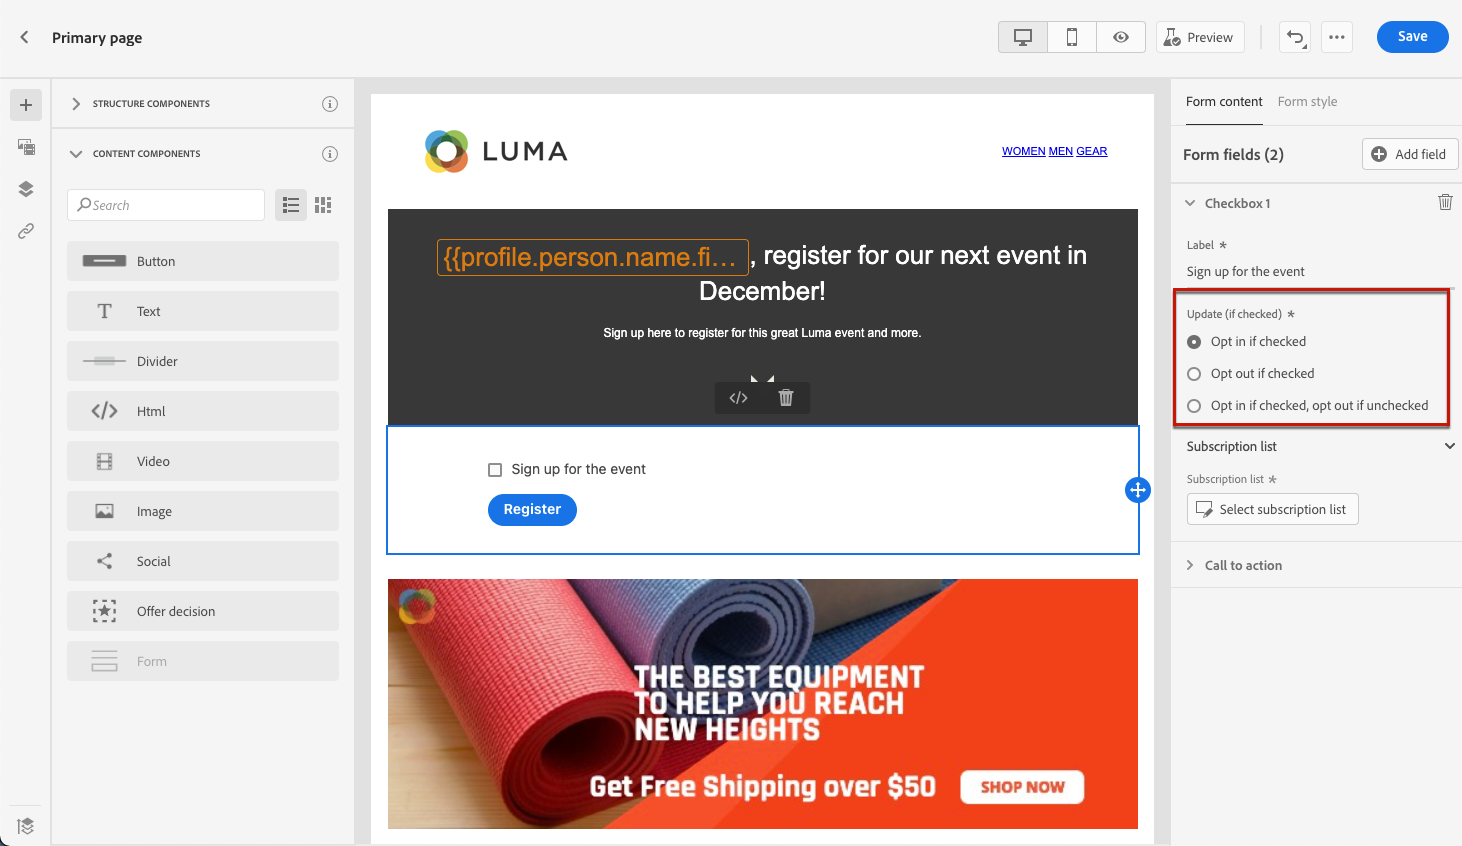 Primary page
Preview
Save
STRUCTURE COMPONENTS
CONTENT COMPONENTS
Search
Button
Text
Divider
Html
Video
Image
Social
Offer decision
Form
LUMA
WOMEN MEN GEAR
{{profile.person.name.fi... , register for our next event in
December!
Sign up here to register for this great Luma event and more.
Sign up for the event
Register
THE BEST EQUIPMENT
TO HELP YOU REACH
NEW HEIGHTS
Get Free Shipping over $50
SHOP NOW
Form content Form style
Form fields (2)
Add field
Checkbox 1
Label *
Sign up for the event
Update (if checked) *
Opt in if checked
Opt out if checked
Opt in if checked, opt out if unchecked
Subscription list
Subscription list *
Select subscription list
Call to action